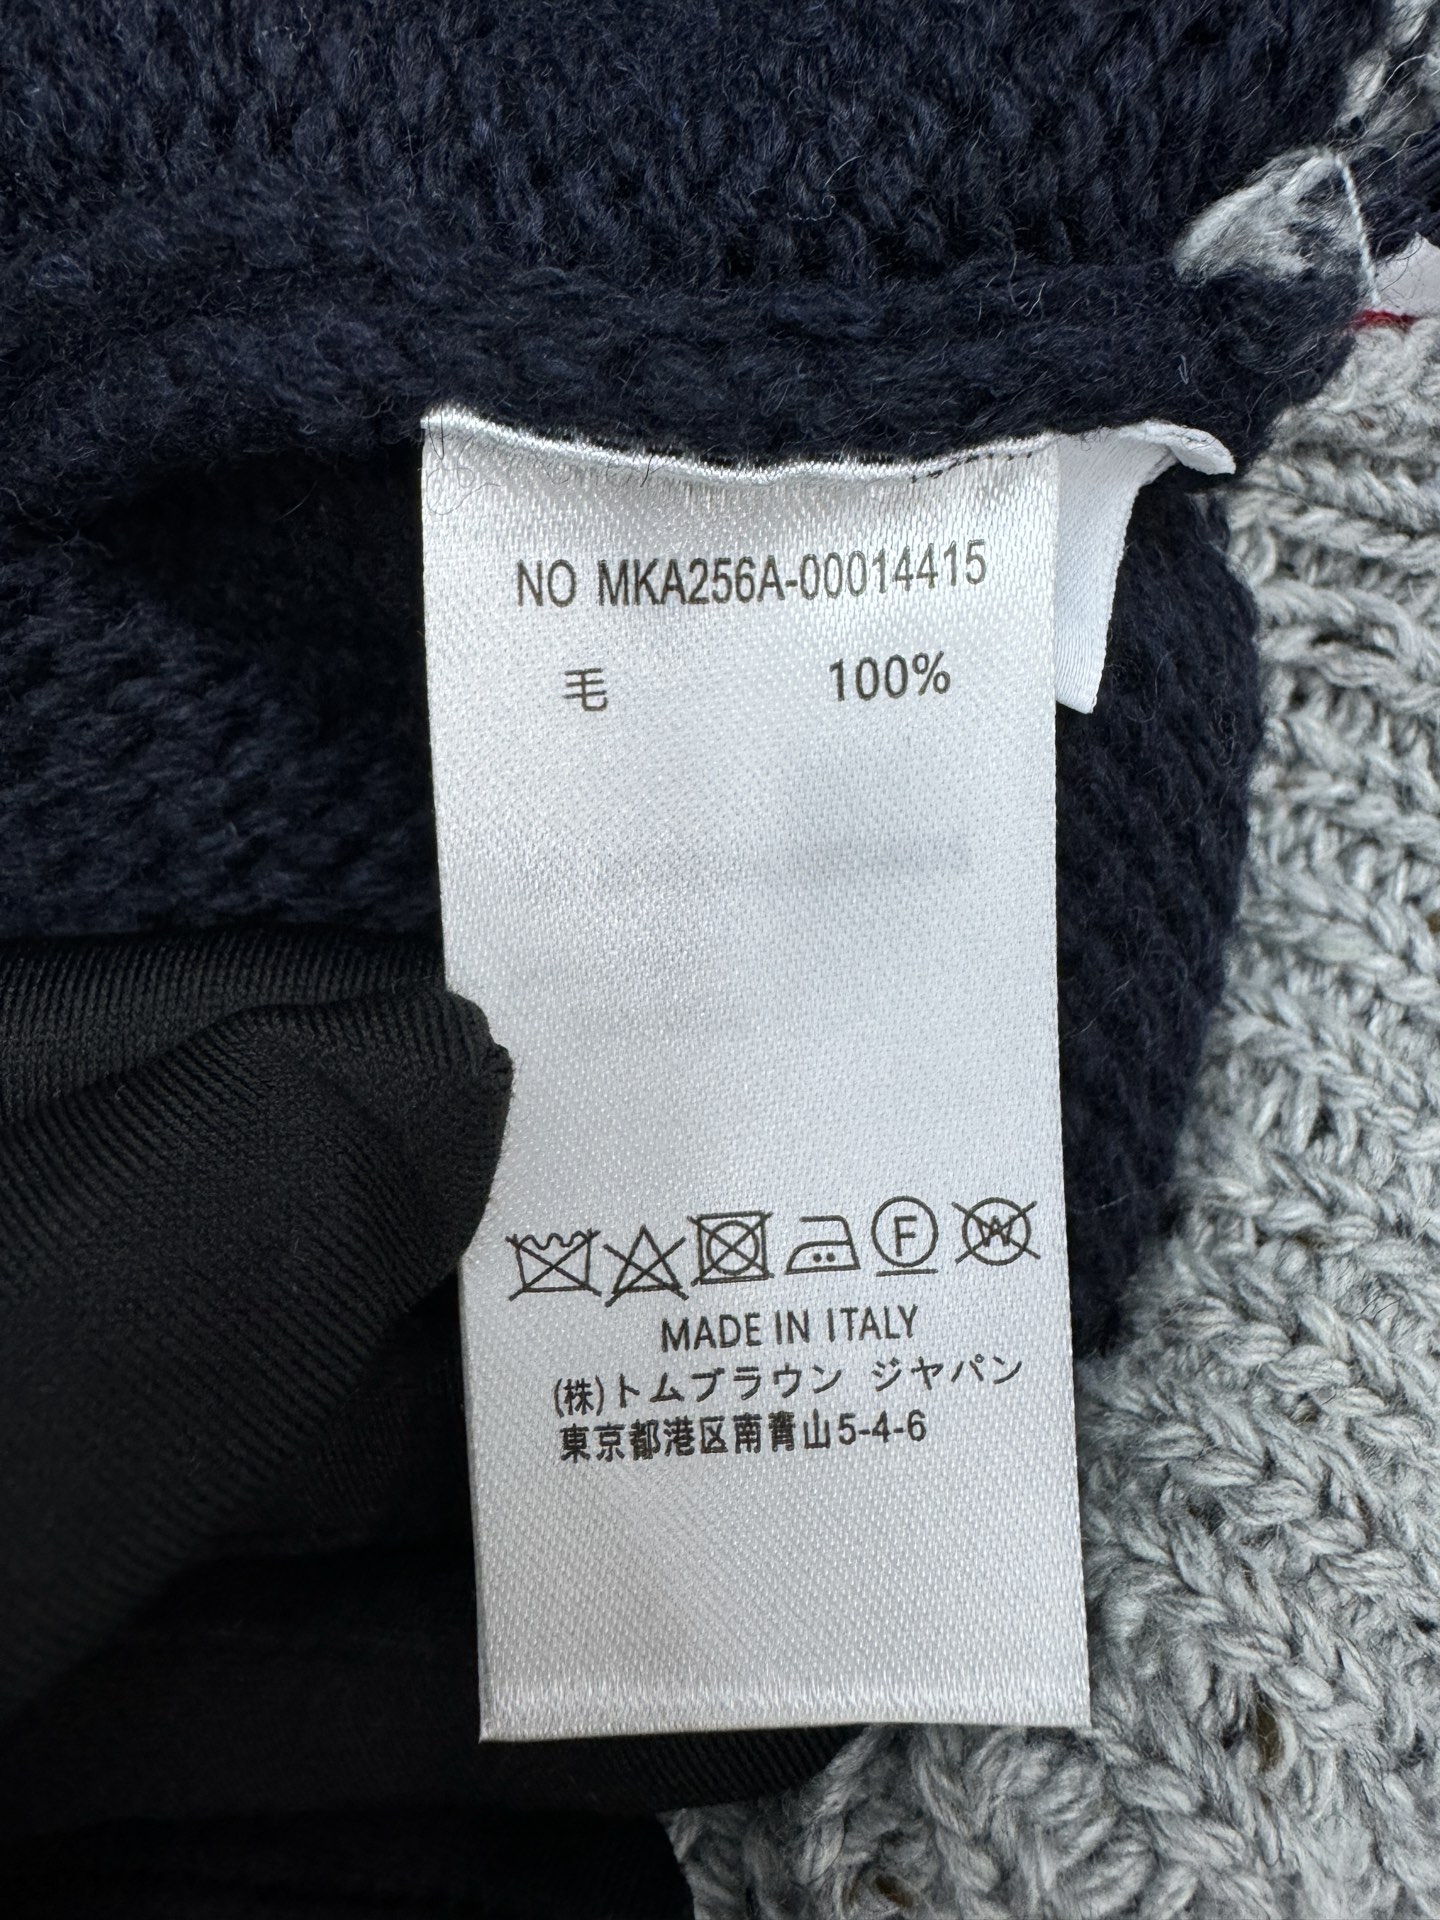 NO MKA256A-00014415
毛 100%
F W
MADE IN ITALY
(株)トムブラウン ジャパン
東京都港区南青山5-4-6